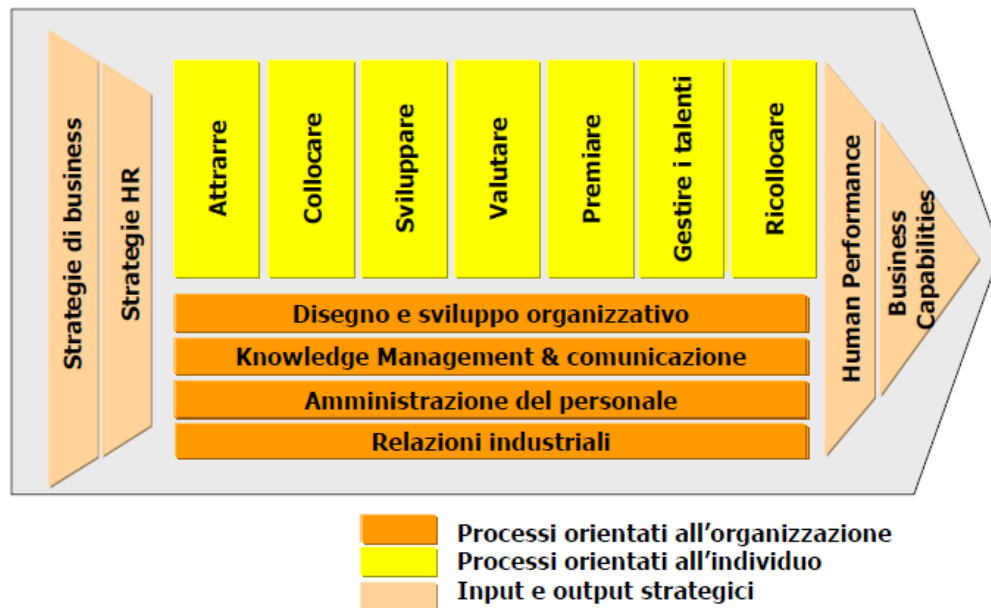 Strategie di business
Strategie HR
Attrarre
Collocare
Sviluppare
Valutare
Premiare
Gestire i talenti
Ricollocare
Human Performance
Business
Capabilities
Disegno e sviluppo organizzativo
Knowledge Management & comunicazione
Amministrazione del personale
Relazioni industriali
Processi orientati all'organizzazione
Processi orientati all'individuo
Input e output strategici